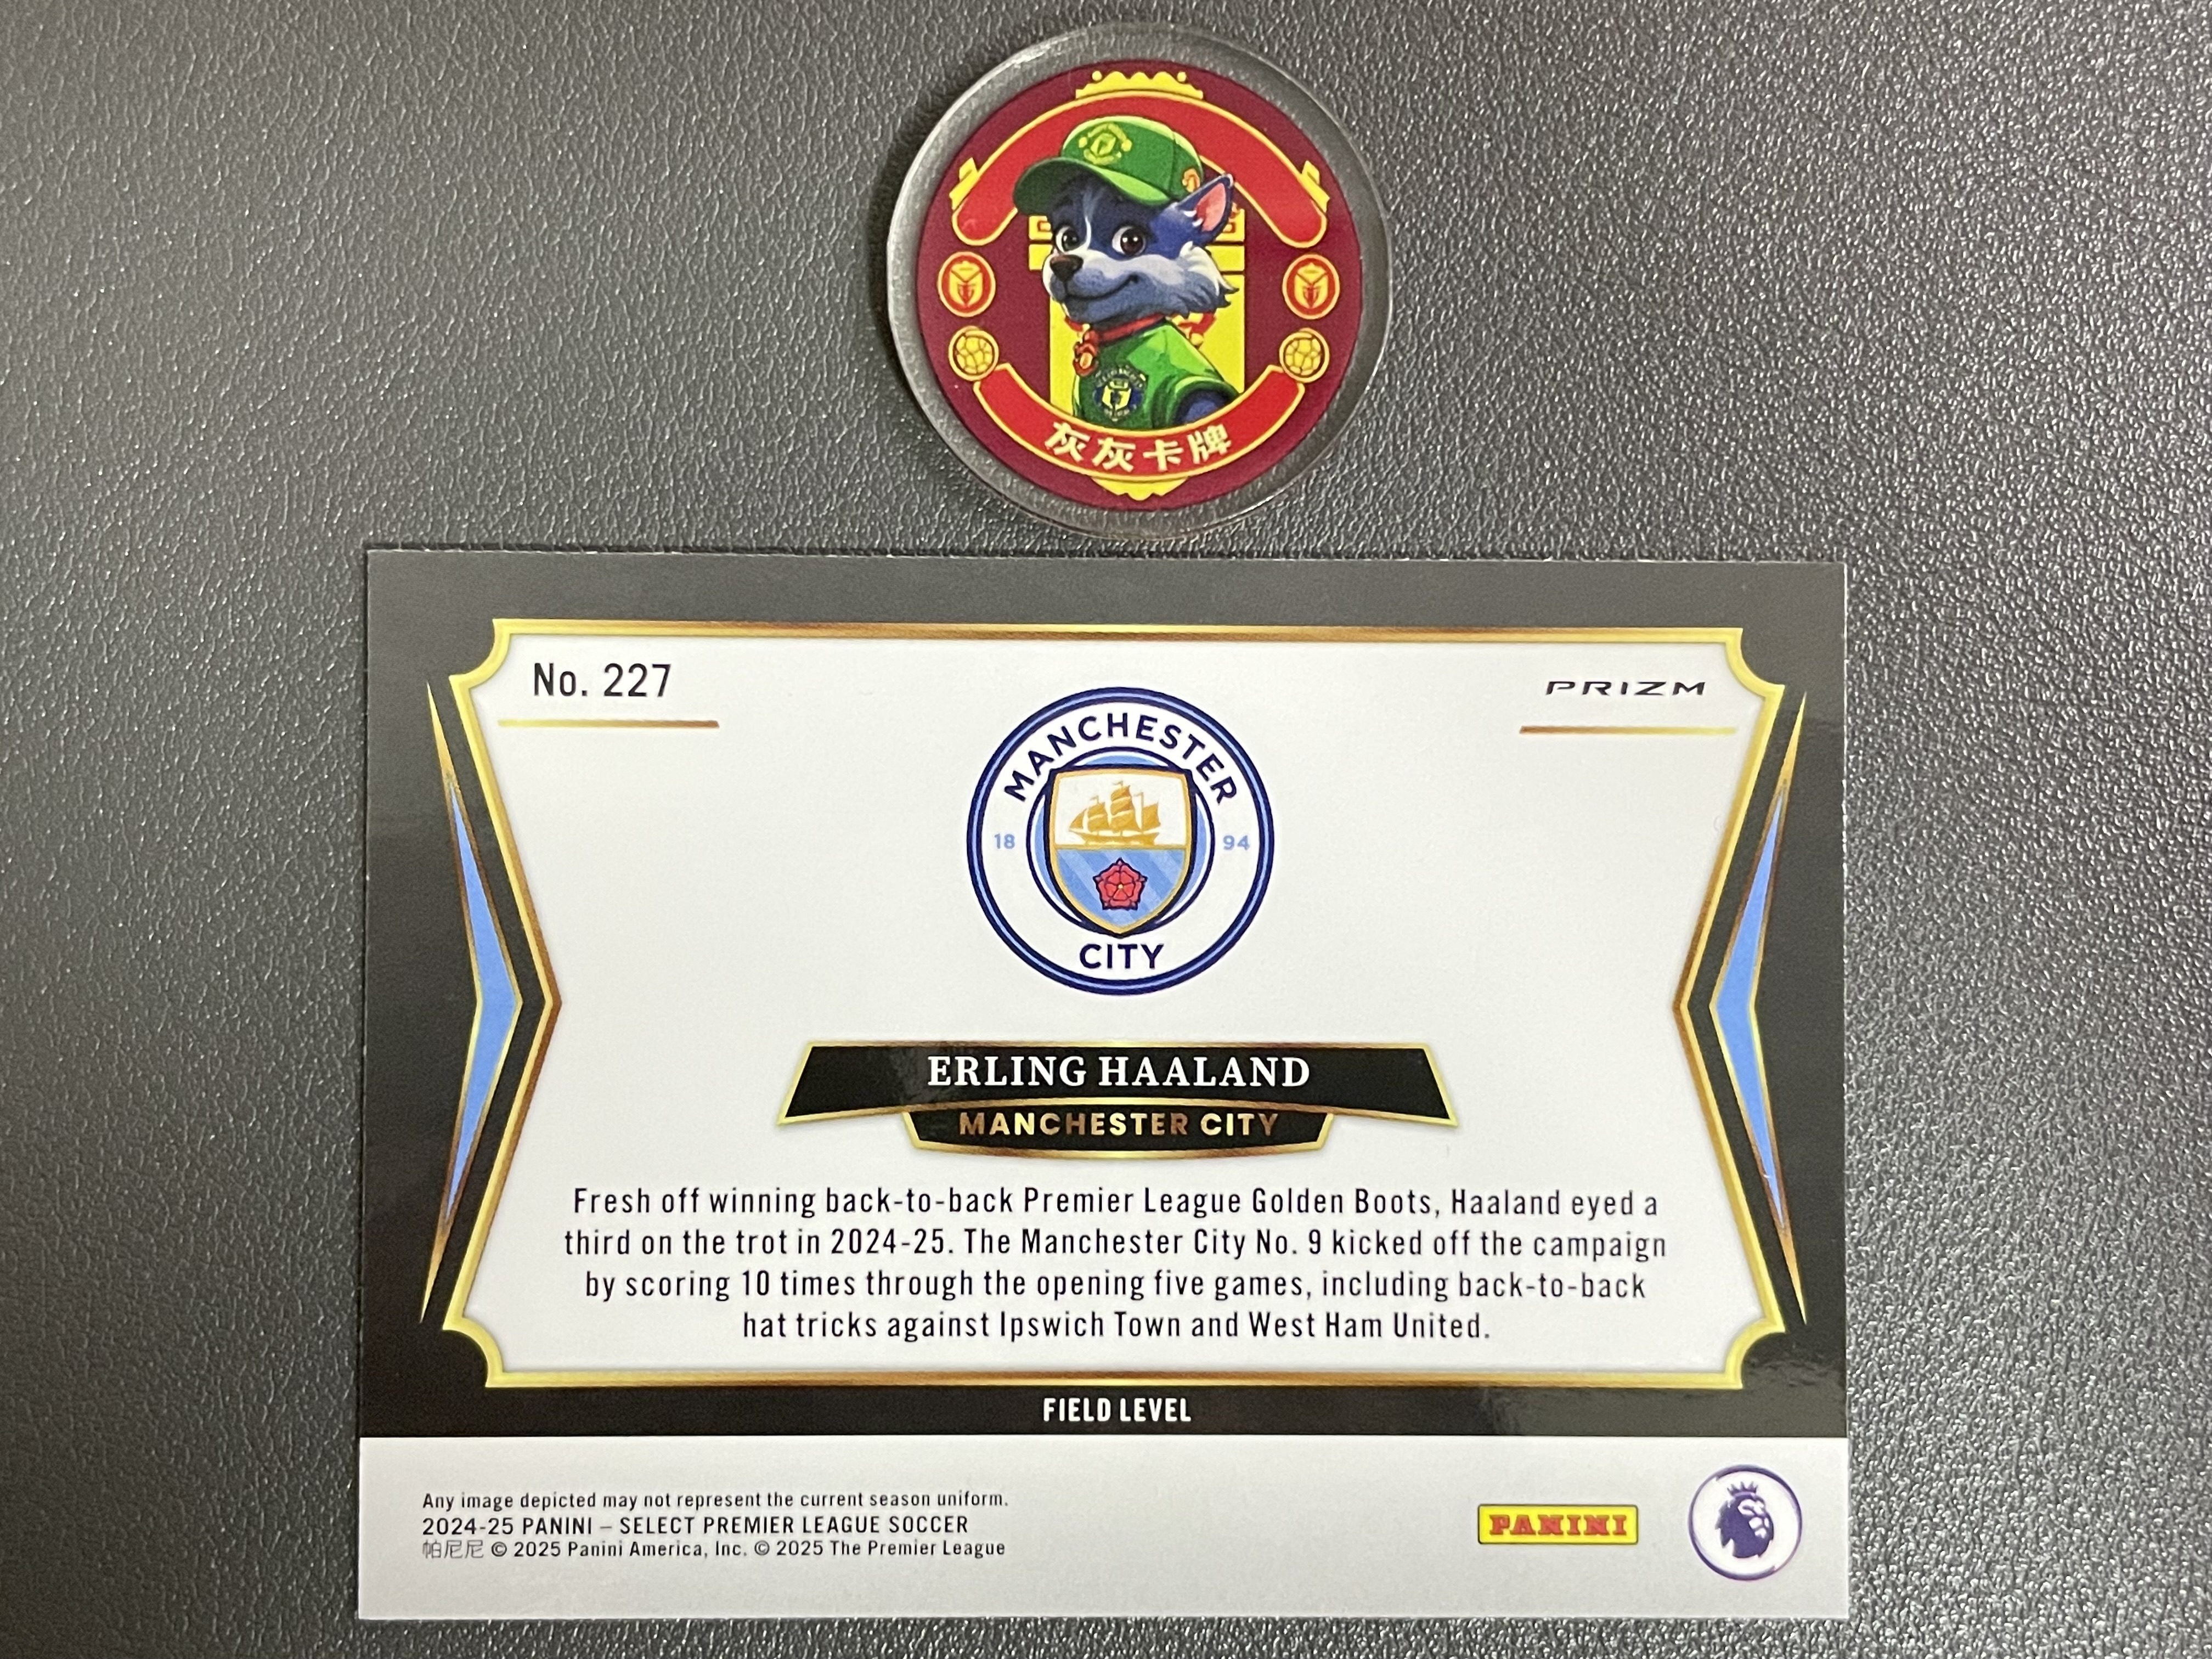 灰灰卡牌
No. 227
PRIZM
MANCHESTER
18 94
CITY
ERLING HAALAND
MANCHESTER CITY
Fresh off winning back-to-back Premier League Golden Boots, Haaland eyed a
third on the trot in 2024-25. The Manchester City No. 9 kicked off the campaign
by scoring 10 times through the opening five games, including back-to-back
hat tricks against Ipswich Town and West Ham United.
FIELD LEVEL
Any image depicted may not represent the current season uniform.
2024-25 PANINI – SELECT PREMIER LEAGUE SOCCER
帕尼尼 © 2025 Panini America, Inc. © 2025 The Premier League
PANINI